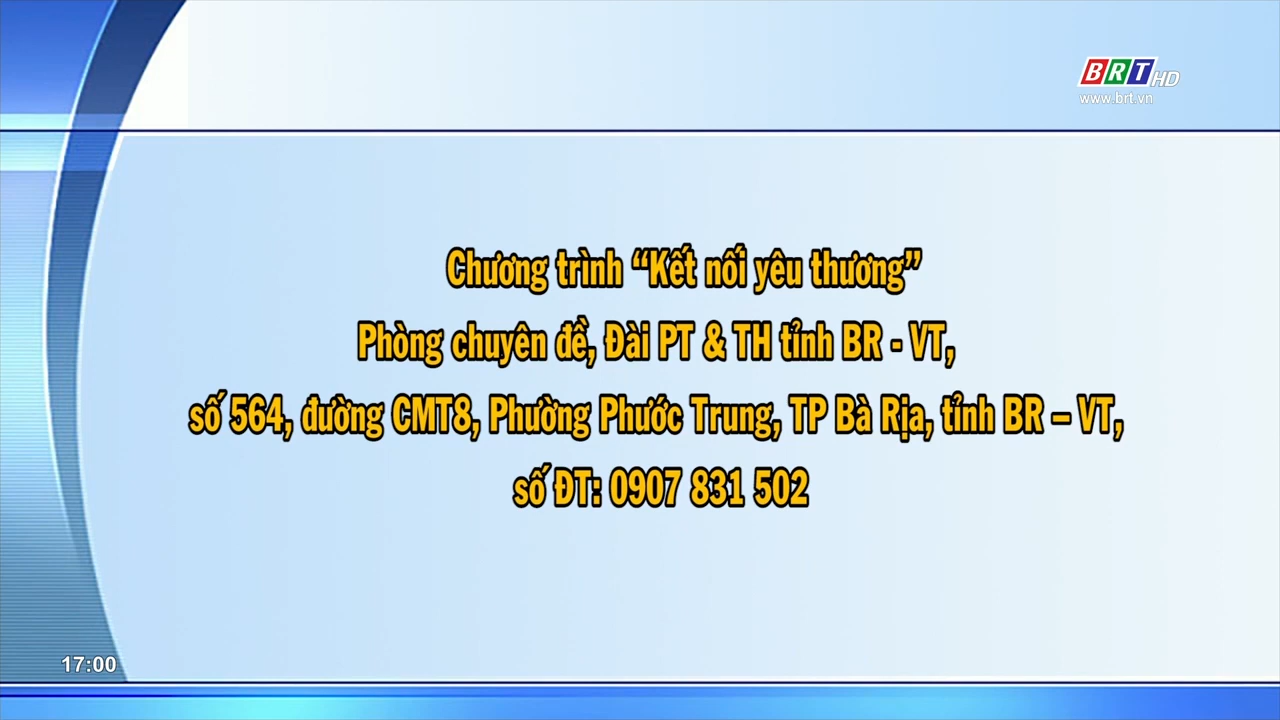 BRT HD
www.brt.vn
Chương trình “Kết nối yêu thương”
Phòng chuyên đề, Đài PT & TH tỉnh BR - VT,
số 564, đường CMT8, Phường Phước Trung, TP Bà Rịa, tỉnh BR – VT,
số ĐT: 0907 831 502
17:00